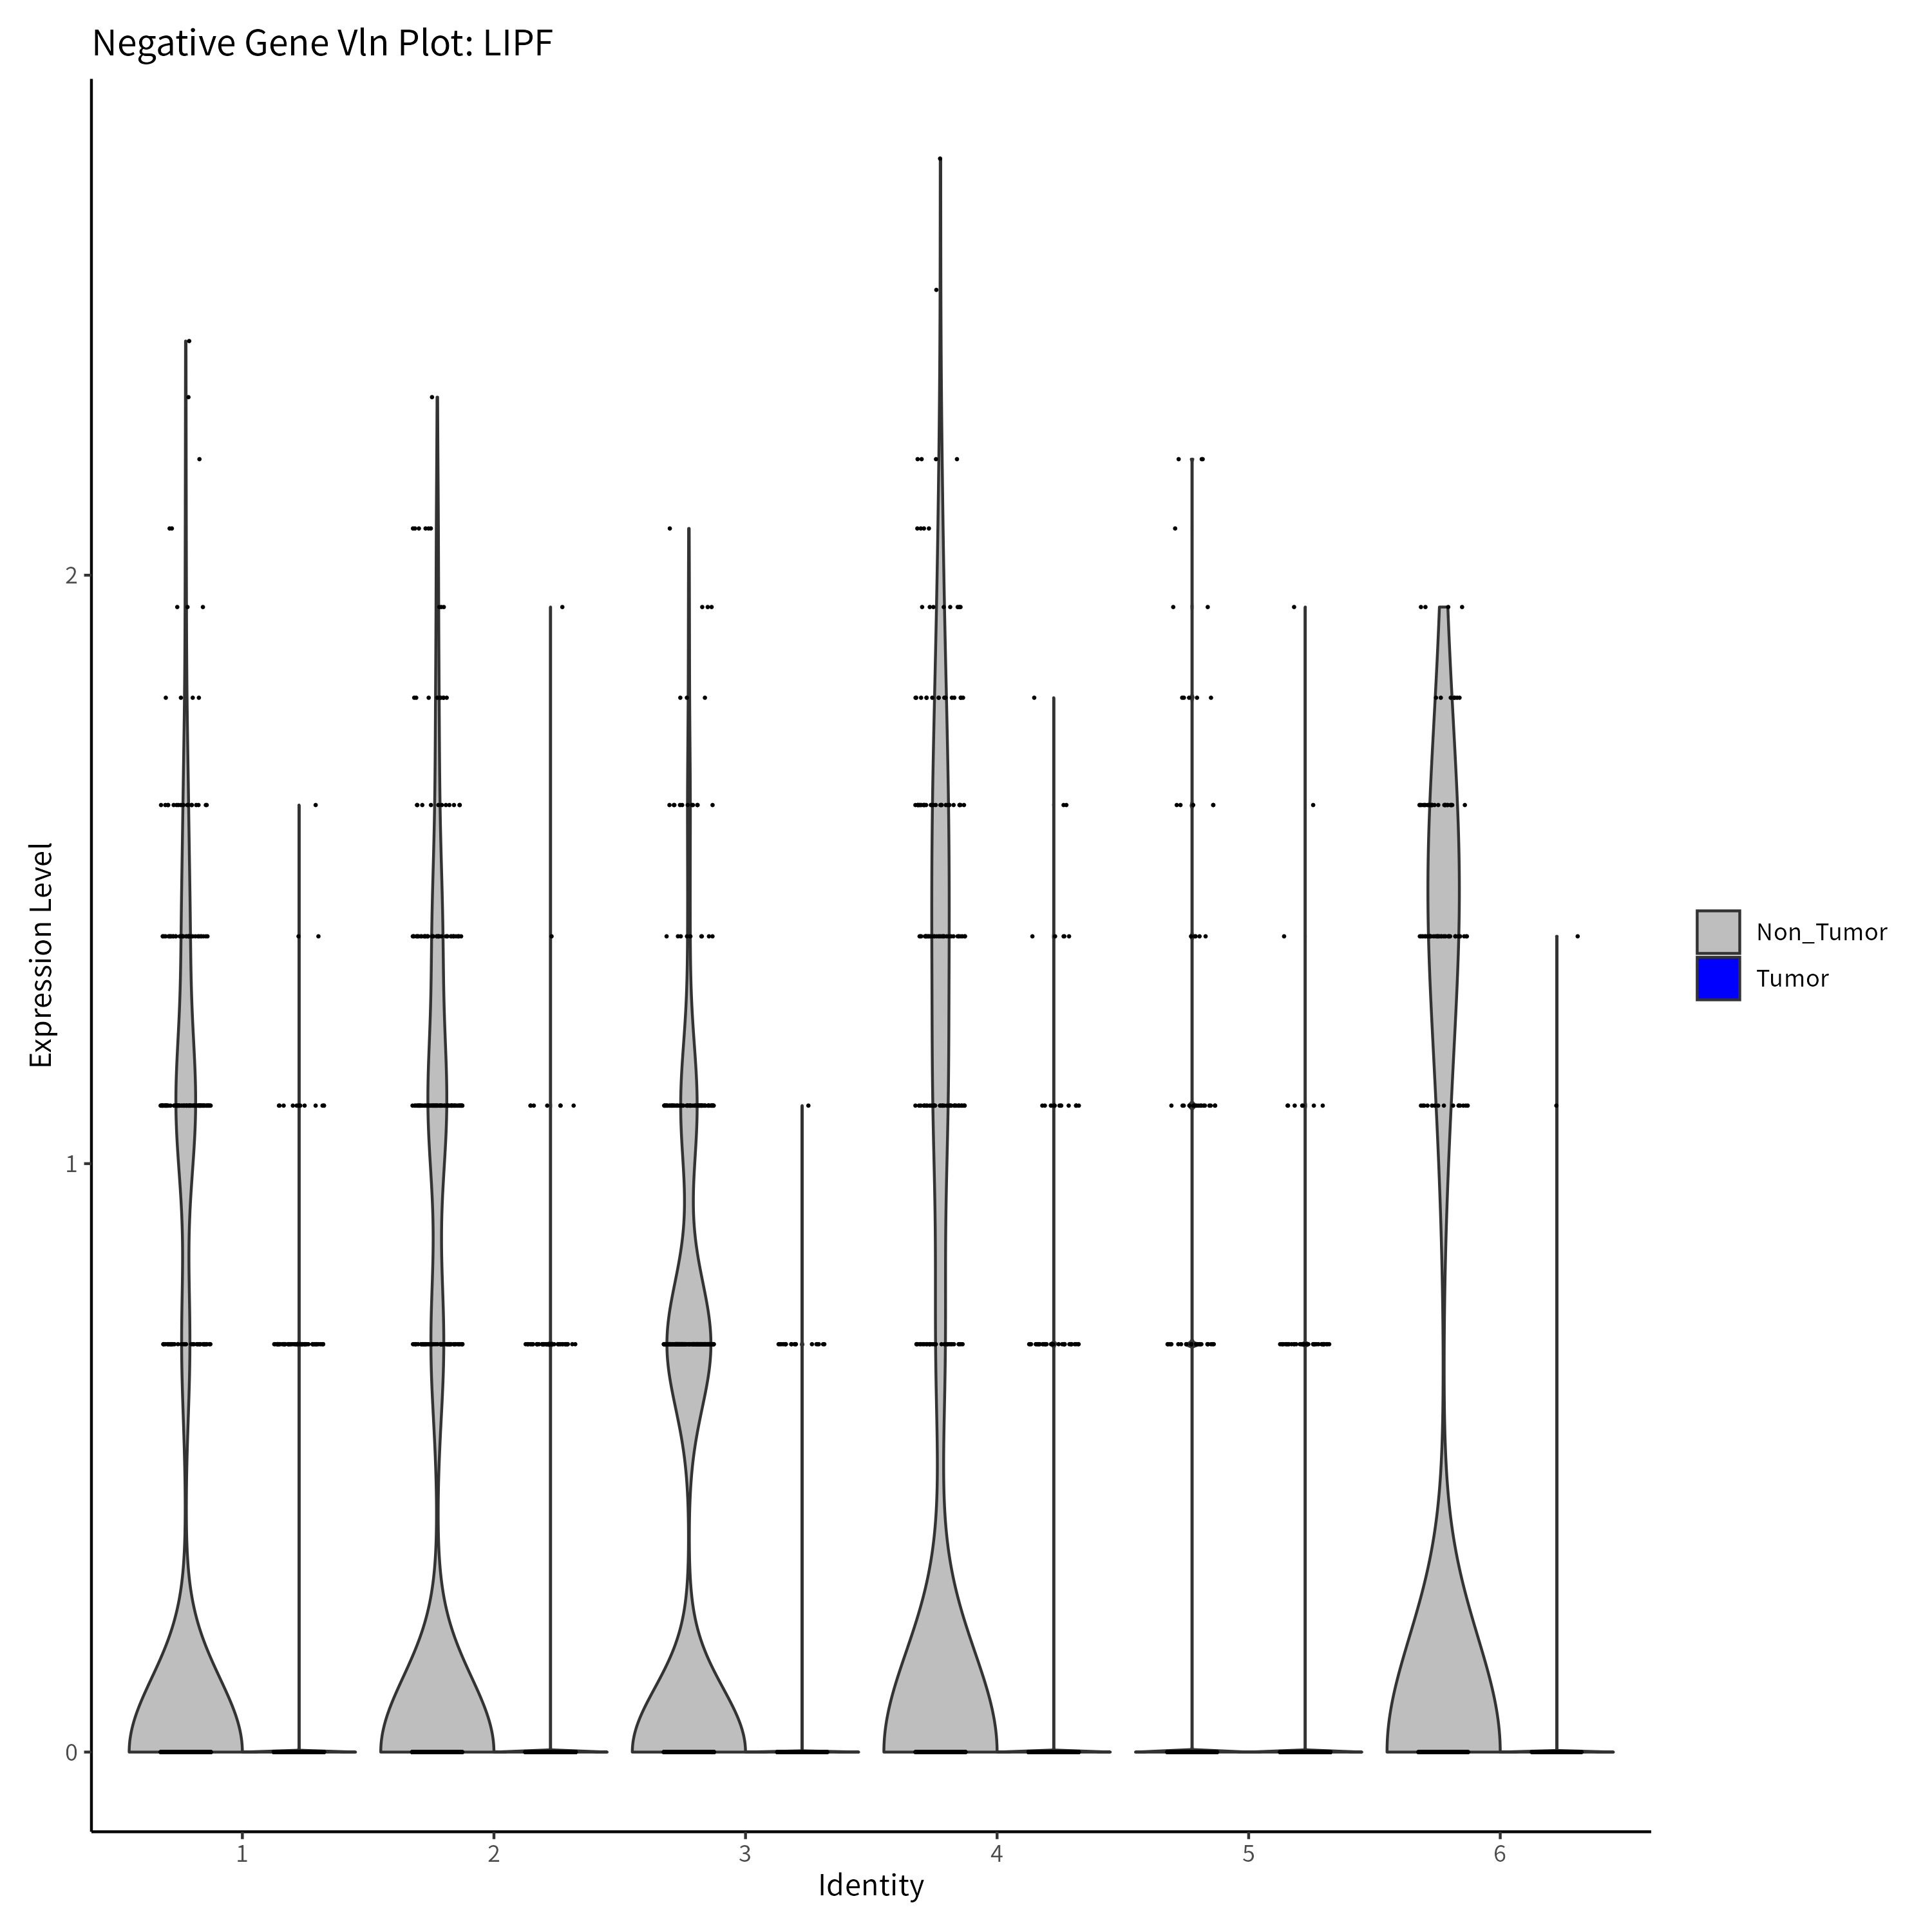 Negative Gene Vln Plot: LIPF
Expression Level
2
1
0
1
2
3
4
5
6
Identity
Non_Tumor
Tumor